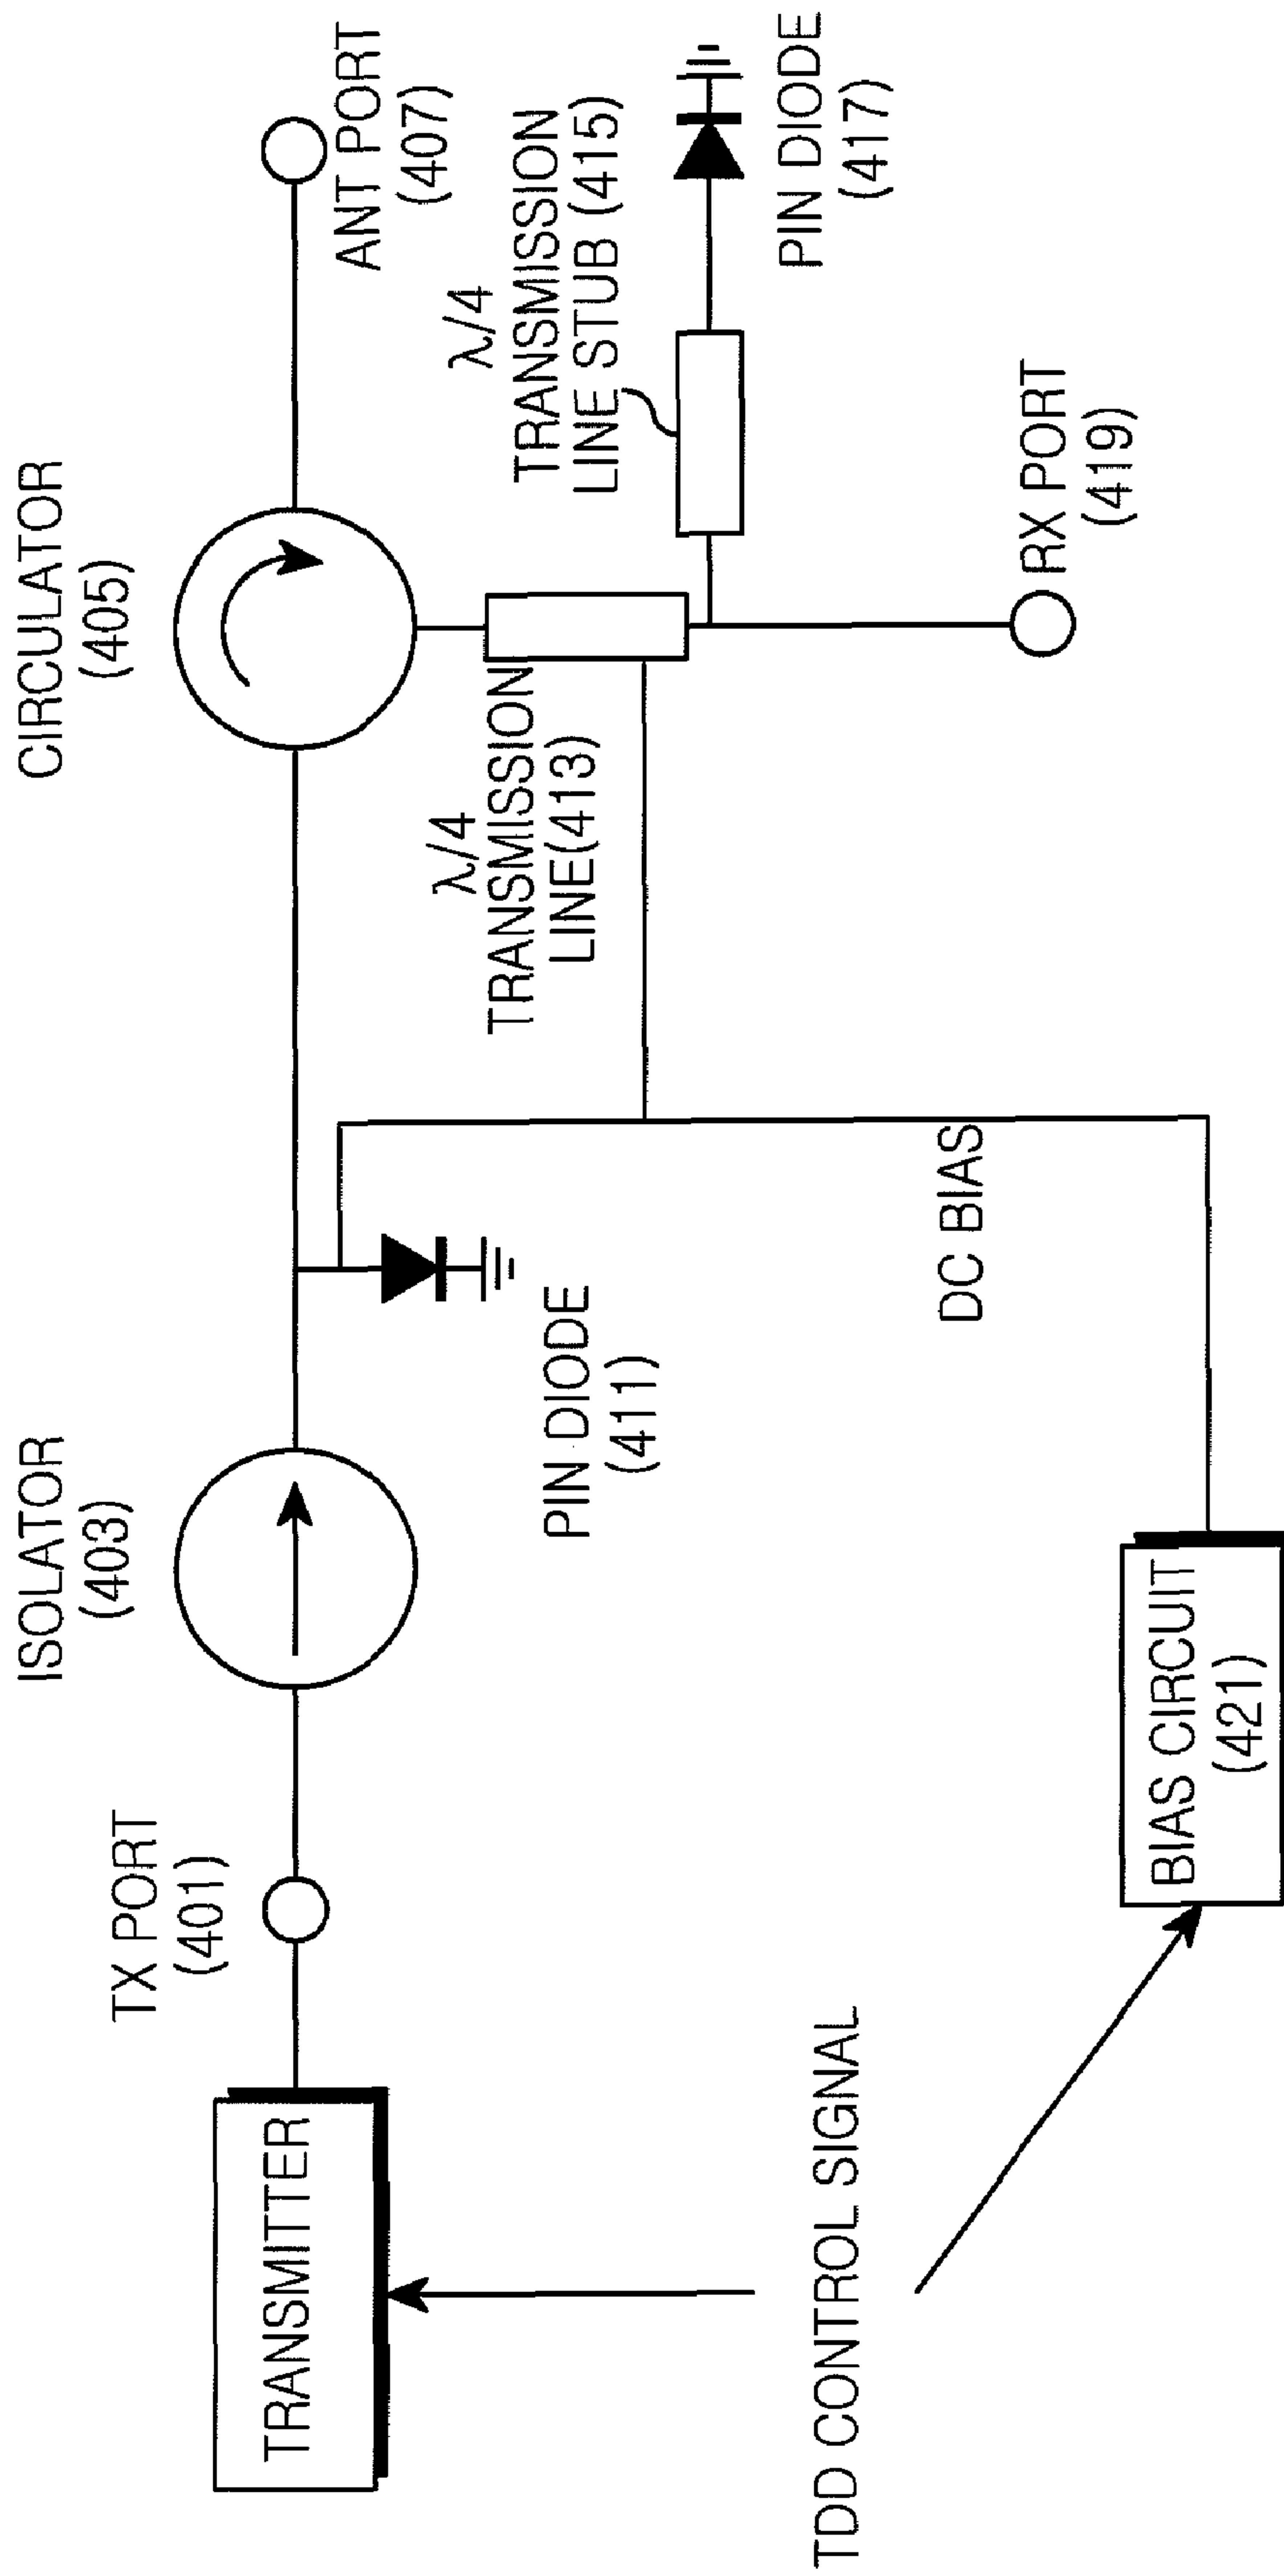 TRANSMITTER
TX PORT
(401)
ISOLATOR
(403)
CIRCULATOR
(405)
ANT PORT
(407)
PIN DIODE
(411)
λ/4
TRANSMISSION
LINE(413)
λ/4
TRANSMISSION
LINE STUB (415)
PIN DIODE
(417)
RX PORT
(419)
DC BIAS
TDD CONTROL SIGNAL
BIAS CIRCUIT
(421)